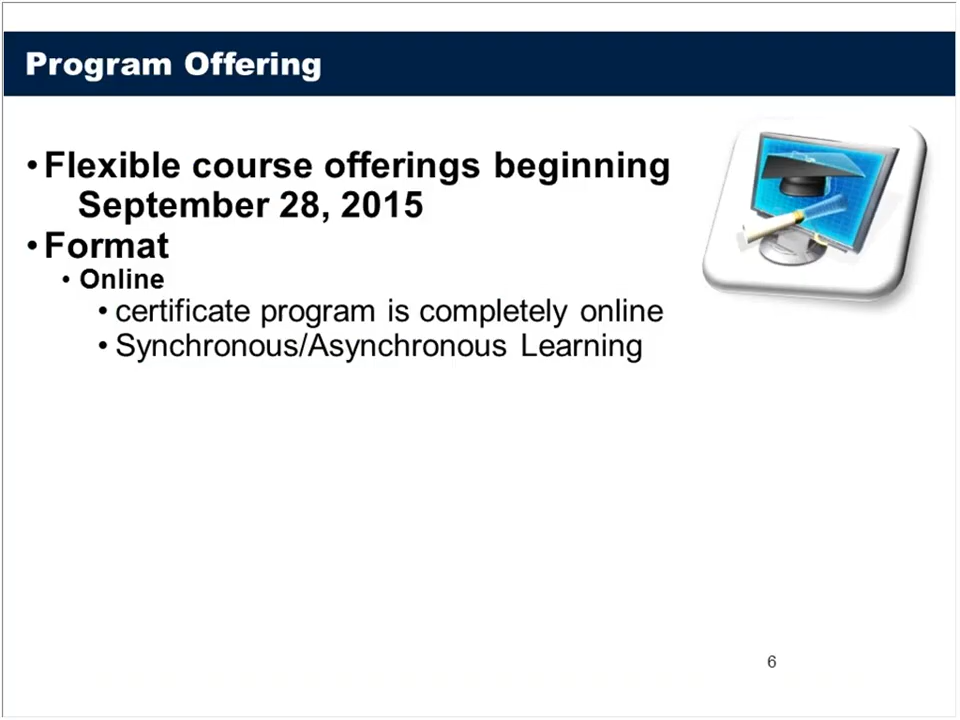 Program Offering
• Flexible course offerings beginning
September 28, 2015
• Format
• Online
• certificate program is completely online
• Synchronous/Asynchronous Learning
6